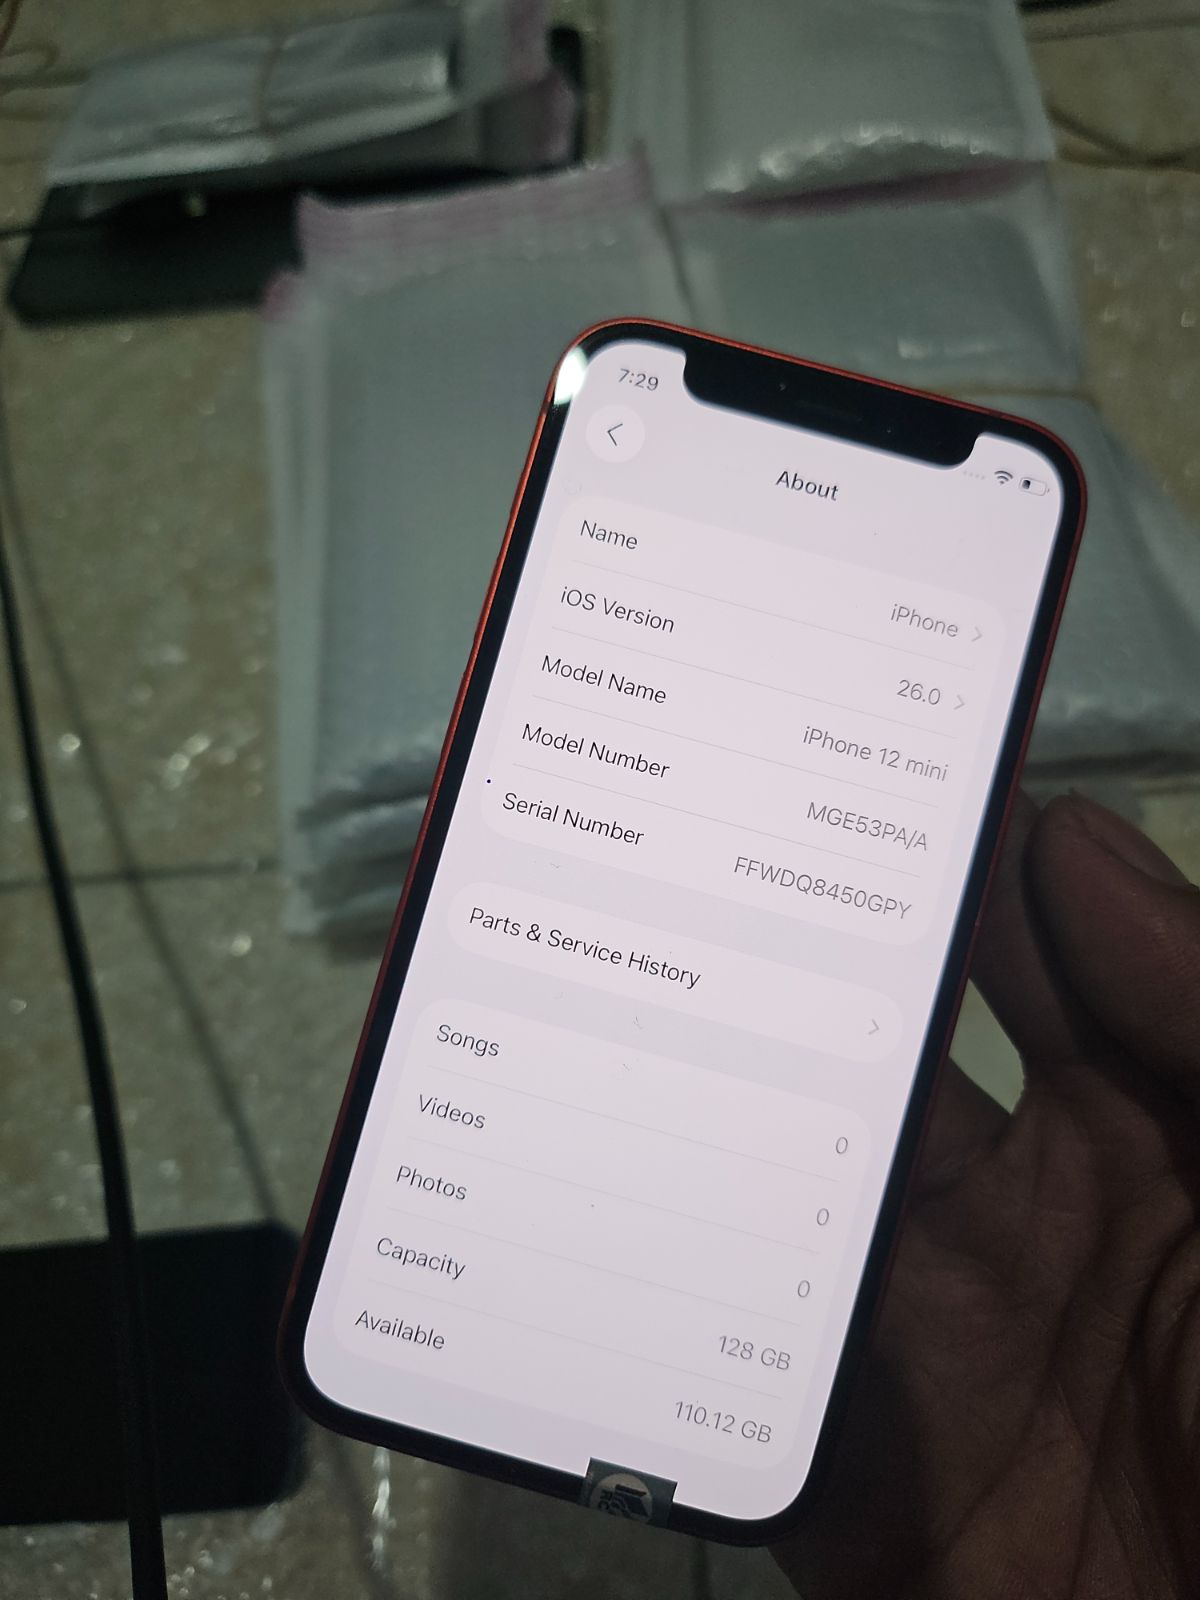 7:29
About
Name
iPhone
iOS Version
26.0
Model Name
iPhone 12 mini
Model Number
MGE53PA/A
Serial Number
FFWDQ8450GPY
Parts & Service History
Songs
0
Videos
0
Photos
0
Capacity
128 GB
Available
110.12 GB